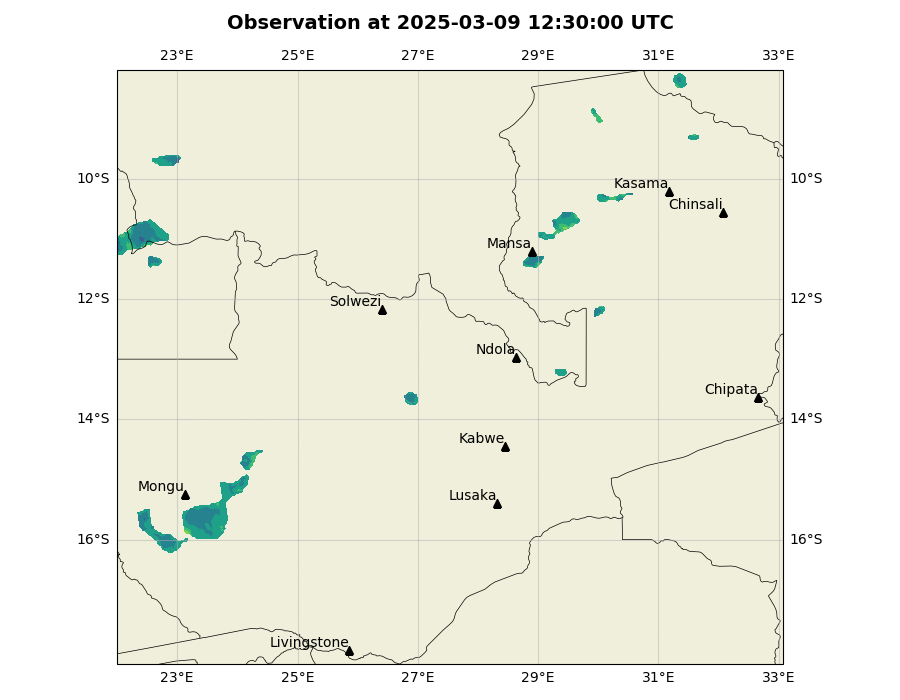 Observation at 2025-03-09 12:30:00 UTC
23°E 25°E 27°E 29°E 31°E 33°E
10°S 10°S
Kasama
Chinsali
Mansa
12°S 12°S
Solwezi
Ndola
Chipata
14°S 14°S
Kabwe
Mongu
Lusaka
16°S 16°S
Livingstone
23°E 25°E 27°E 29°E 31°E 33°E